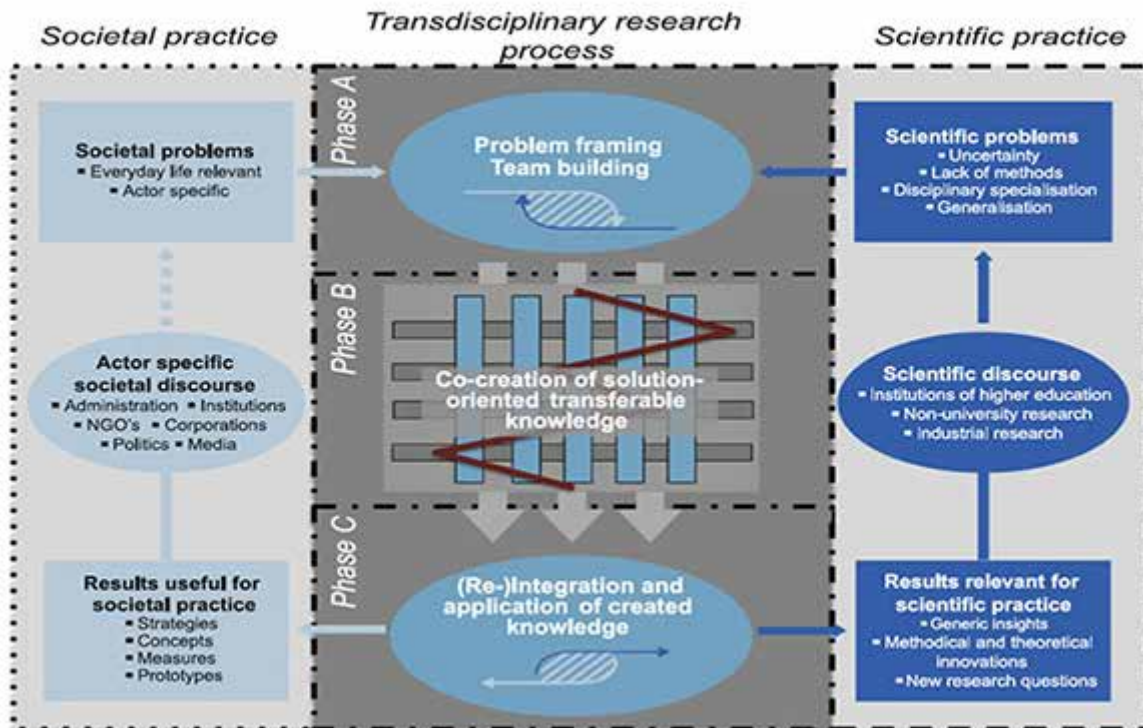 Societal practice
Transdisciplinary research
process
Scientific practice
Phase A
Societal problems
▪ Everyday life relevant
▪ Actor specific
Problem framing
Team building
Scientific problems
▪ Uncertainty
▪ Lack of methods
▪ Disciplinary specialisation
▪ Generalisation
Phase B
Actor specific
societal discourse
▪ Administration ▪ Institutions
▪ NGO's ▪ Corporations
▪ Politics ▪ Media
Co-creation of solution-
oriented transferable
knowledge
Scientific discourse
▪ Institutions of higher education
▪ Non-university research
▪ Industrial research
Phase C
Results useful for
societal practice
▪ Strategies
▪ Concepts
▪ Measures
▪ Prototypes
(Re-)Integration and
application of created
knowledge
Results relevant for
scientific practice
▪ Generic insights
▪ Methodical and theoretical
innovations
▪ New research questions